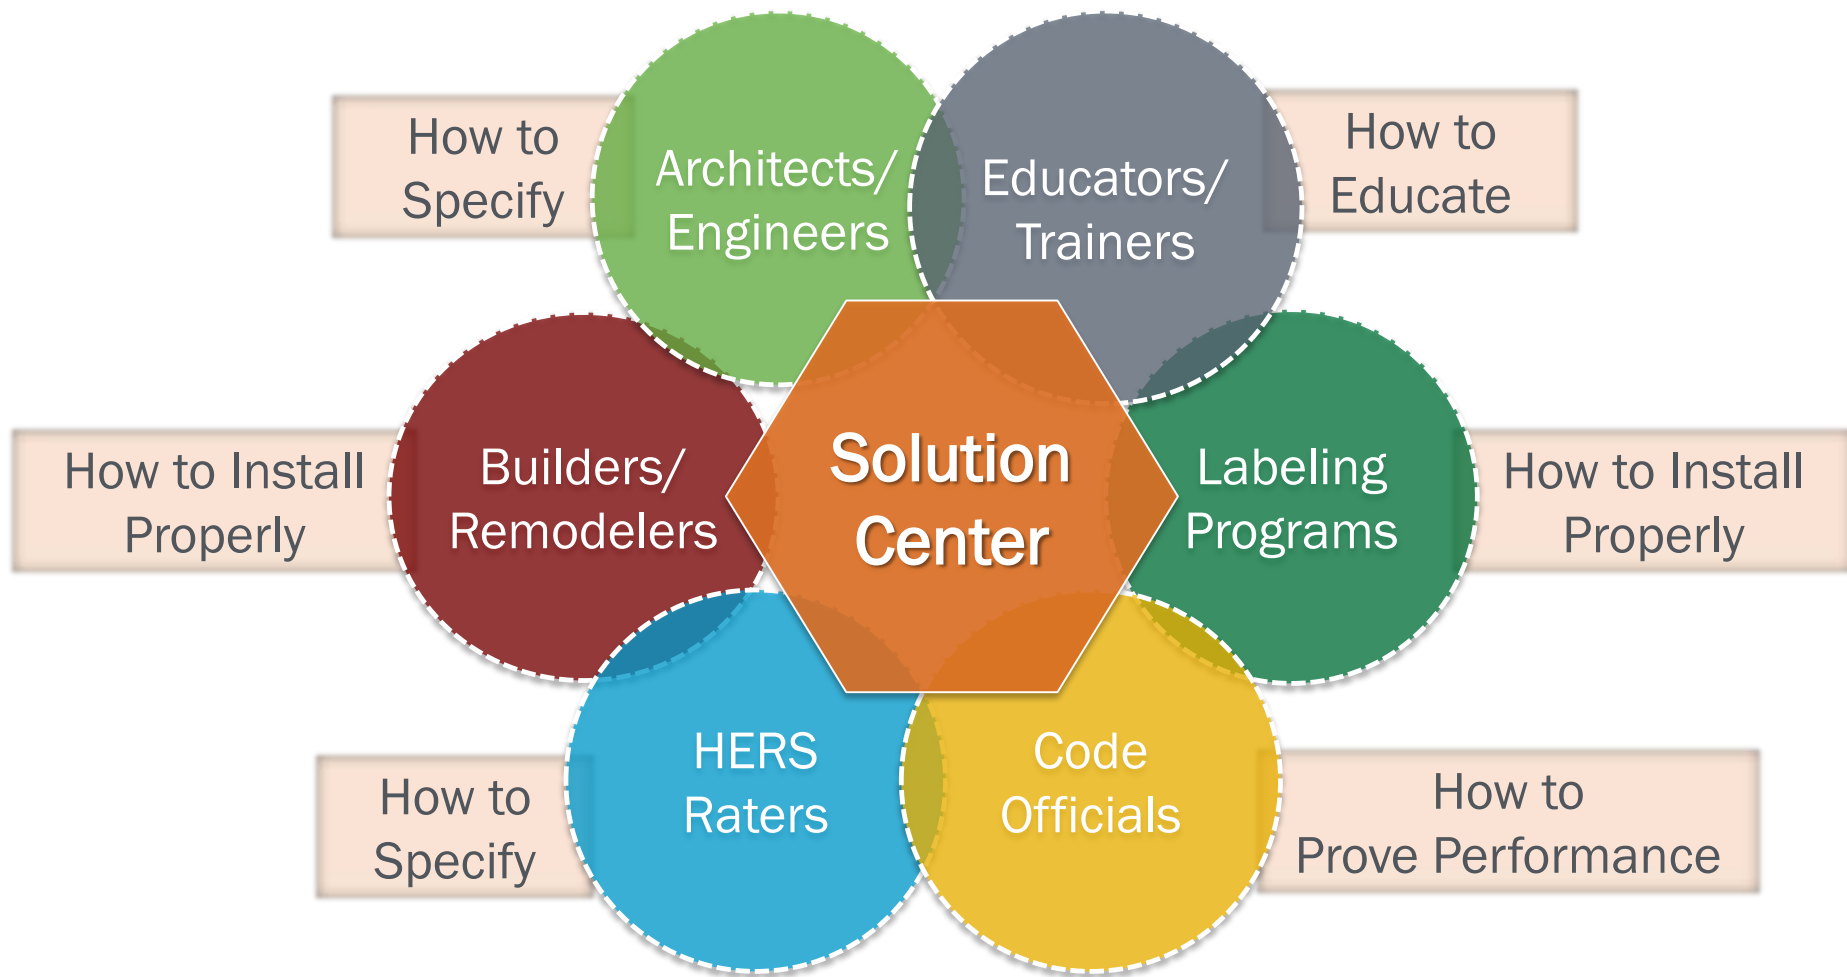 How to
Specify
Architects/
Engineers
Educators/
Trainers
How to
Educate
How to Install
Properly
Builders/
Remodelers
Solution
Center
Labeling
Programs
How to Install
Properly
How to
Specify
HERS
Raters
Code
Officials
How to
Prove Performance